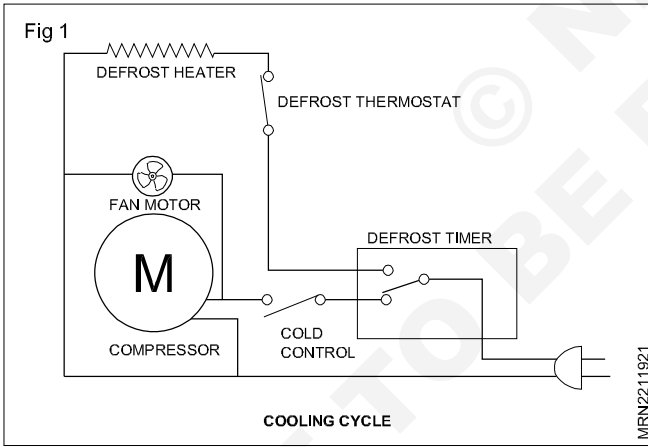 Fig 1
DEFROST HEATER
DEFROST THERMOSTAT
FAN MOTOR
M
DEFROST TIMER
COLD
CONTROL
COMPRESSOR
COOLING CYCLE
MRN2211921